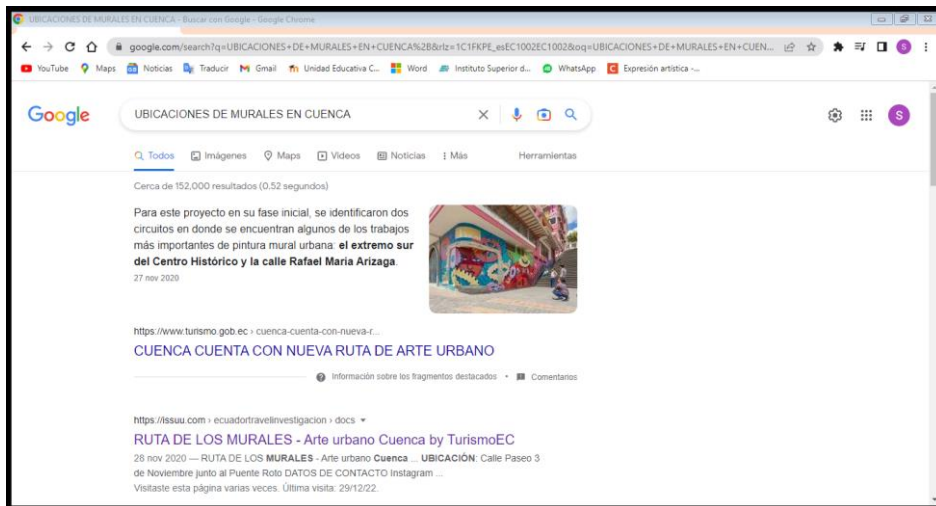 UBICACIONES DE MURALES EN CUENCA - Buscar con Google - Google Chrome
google.com/search?q=UBICACIONES+DE+MURALES+EN+CUENCA%2B&rlz=1C1FKPE_esEC1002EC1002&oq=UBICACIONES+DE+MURALES+EN+CUEN...
S
YouTube Maps Noticias Traducir Gmail Unidad Educativa C... Word Instituto Superior d... WhatsApp Expresión artística -...
Google UBICACIONES DE MURALES EN CUENCA S
Todos Imágenes Maps Videos Noticias Más Herramientas
Cerca de 152,000 resultados (0.52 segundos)
Para este proyecto en su fase inicial, se identificaron dos
circuitos en donde se encuentran algunos de los trabajos
más importantes de pintura mural urbana: el extremo sur
del Centro Histórico y la calle Rafael Maria Arizaga.
27 nov 2020
https://www.turismo.gob.ec › cuenca-cuenta-con-nueva-r...
CUENCA CUENTA CON NUEVA RUTA DE ARTE URBANO
Información sobre los fragmentos destacados • Comentarios
https://issuu.com › ecuadortravelinvestigacion › docs
RUTA DE LOS MURALES - Arte urbano Cuenca by TurismoEC
28 nov 2020 — RUTA DE LOS MURALES - Arte urbano Cuenca ... UBICACIÓN: Calle Paseo 3
de Noviembre junto al Puente Roto DATOS DE CONTACTO Instagram ...
Visitaste esta página varias veces. Última visita: 29/12/22.